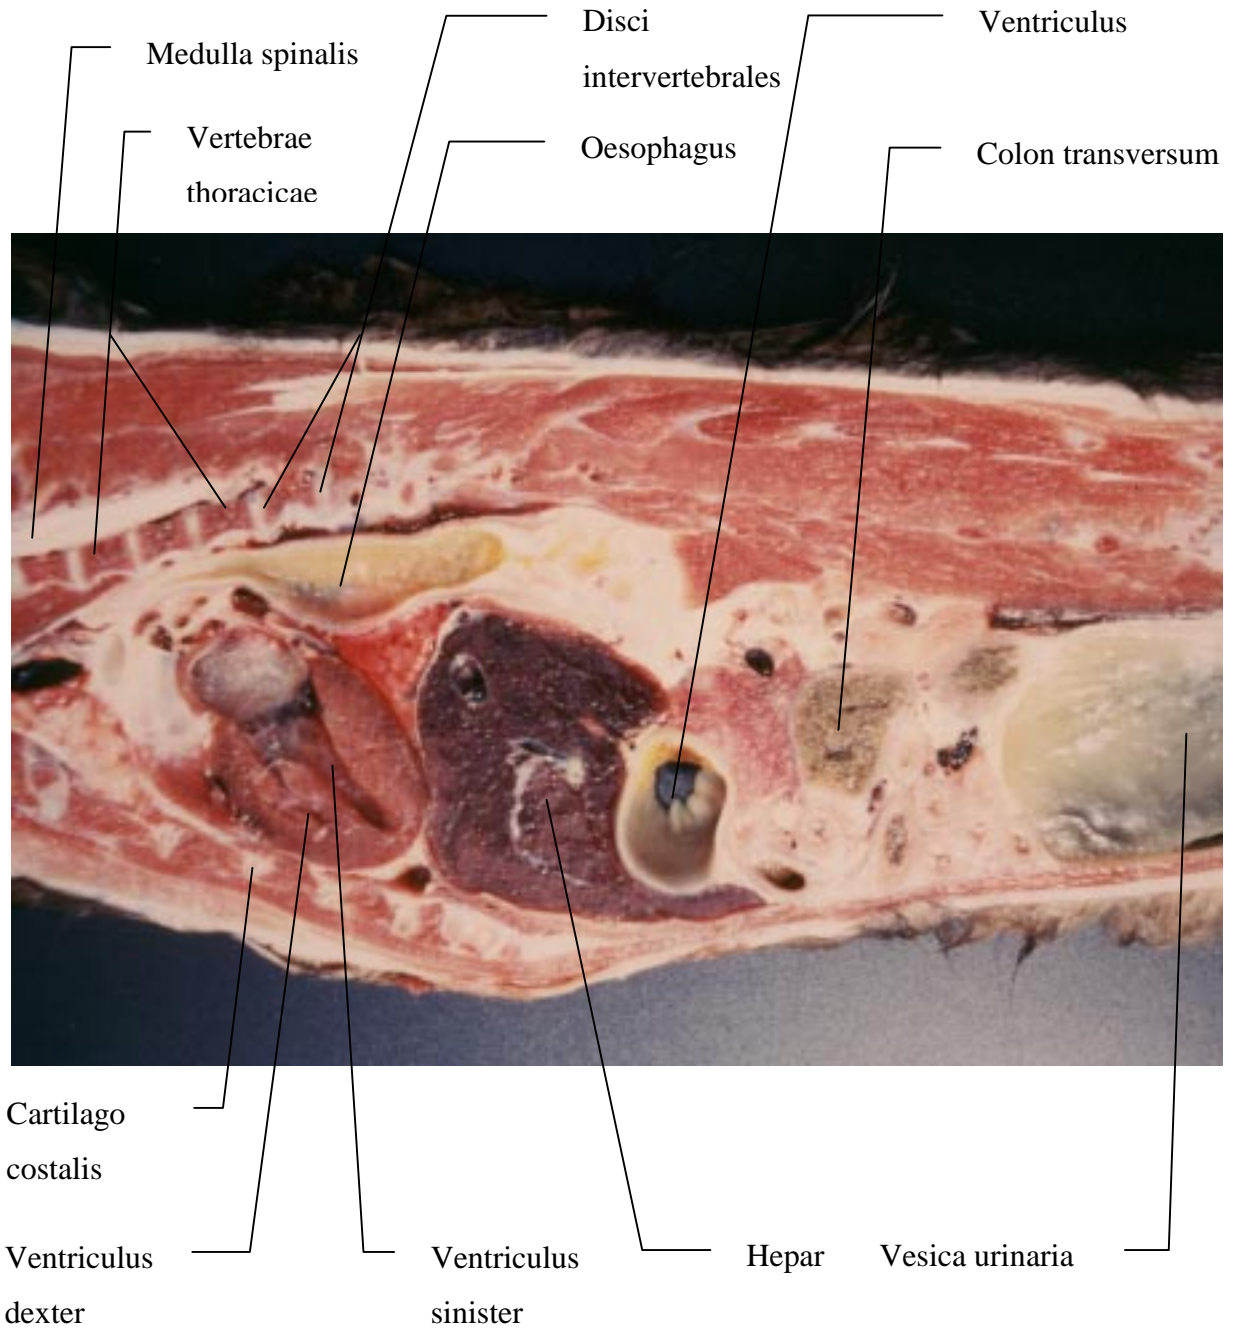 Medulla spinalis
Vertebrae
thoracicae
Disci
intervertebrales
Oesophagus
Ventriculus
Colon transversum
Cartilago
costalis
Ventriculus
dexter
Ventriculus
sinister
Hepar
Vesica urinaria